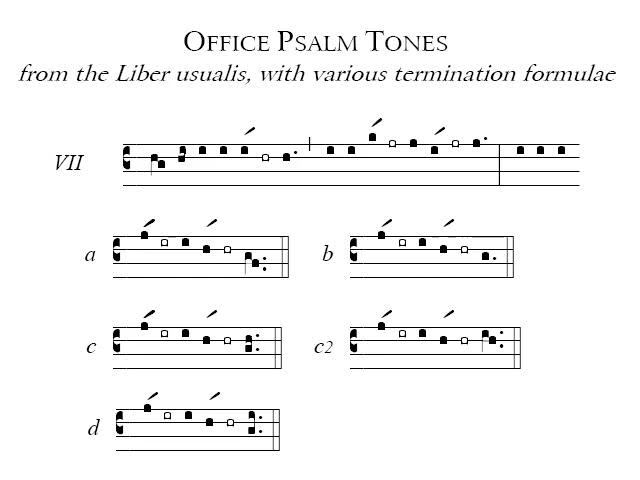 OFFICE PSALM TONES
from the Liber usualis, with various termination formulae
VII
a
b
c
c2
d